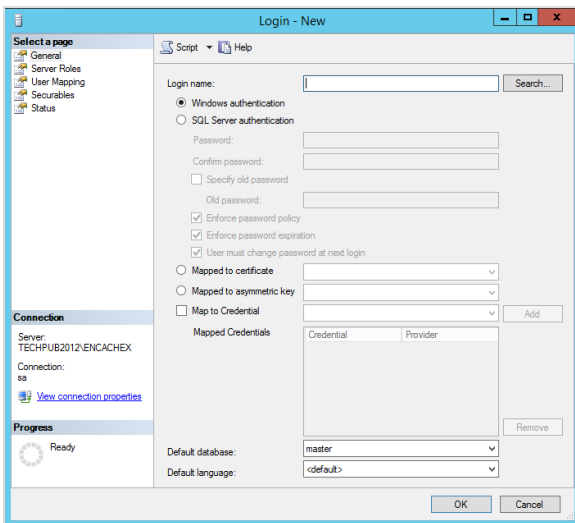 Login - New
Select a page
General
Server Roles
User Mapping
Securables
Status
Script Help
Login name: Search...
Windows authentication
SQL Server authentication
Password:
Confirm password:
Specify old password
Old password:
Enforce password policy
Enforce password expiration
User must change password at next login
Mapped to certificate
Mapped to asymmetric key
Map to Credential Add
Mapped Credentials Credential Provider
Remove
Default database: master
Default language: <default>
Connection
Server:
TECHPUB2012\ENCACHEX
Connection:
sa
View connection properties
Progress
Ready
OK Cancel